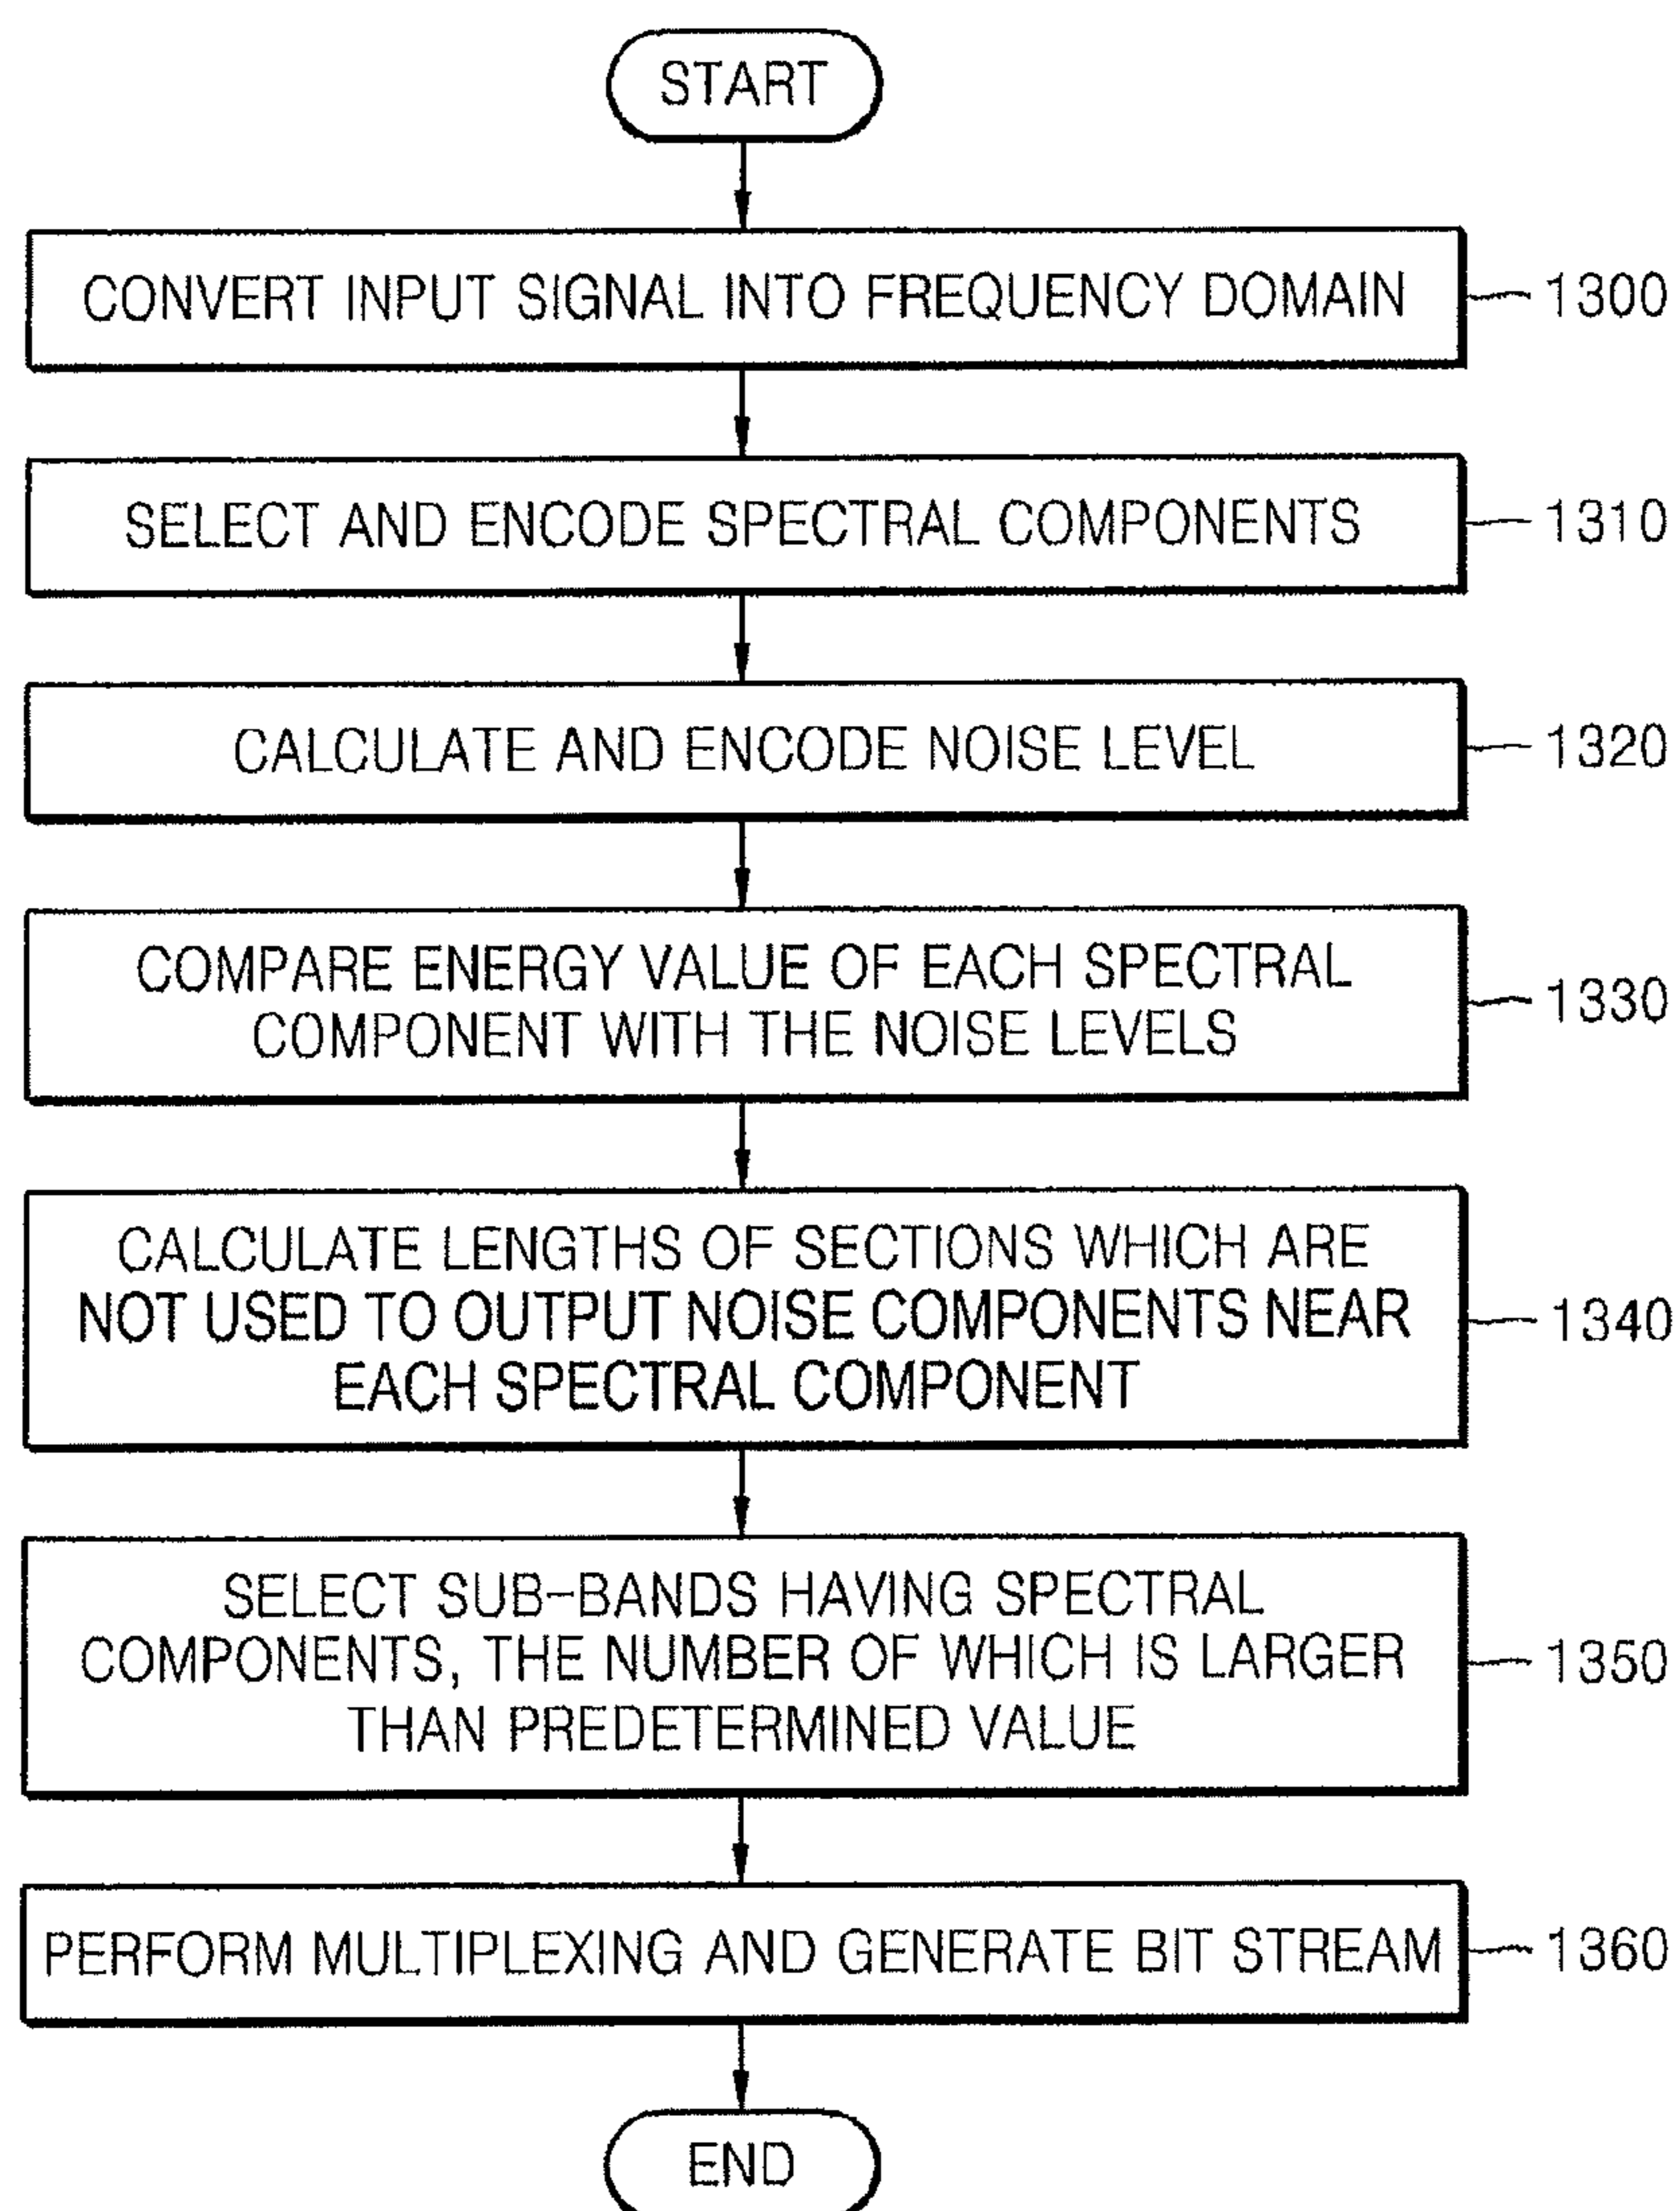 START
CONVERT INPUT SIGNAL INTO FREQUENCY DOMAIN
1300
SELECT AND ENCODE SPECTRAL COMPONENTS
1310
CALCULATE AND ENCODE NOISE LEVEL
1320
COMPARE ENERGY VALUE OF EACH SPECTRAL
COMPONENT WITH THE NOISE LEVELS
1330
CALCULATE LENGTHS OF SECTIONS WHICH ARE
NOT USED TO OUTPUT NOISE COMPONENTS NEAR
EACH SPECTRAL COMPONENT
1340
SELECT SUB-BANDS HAVING SPECTRAL
COMPONENTS, THE NUMBER OF WHICH IS LARGER
THAN PREDETERMINED VALUE
1350
PERFORM MULTIPLEXING AND GENERATE BIT STREAM
1360
END